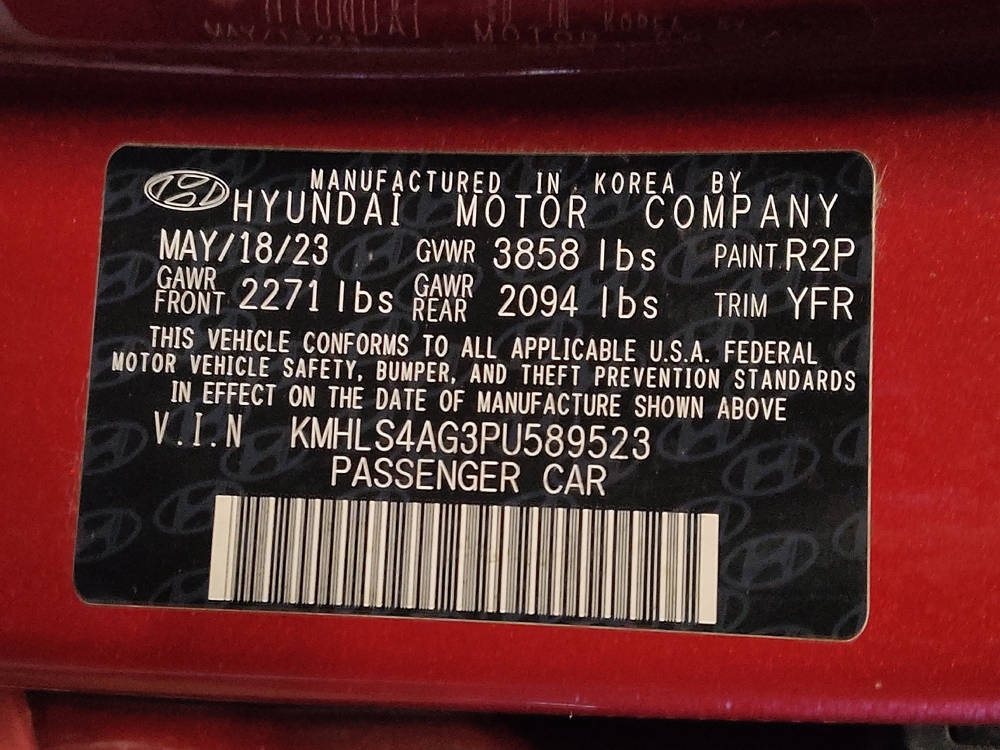 MANUFACTURED IN KOREA BY
HYUNDAI MOTOR COMPANY
MAY/18/23 GVWR 3858 lbs PAINT R2P
GAWR FRONT 2271 lbs GAWR REAR 2094 lbs TRIM YFR
THIS VEHICLE CONFORMS TO ALL APPLICABLE U.S.A. FEDERAL
MOTOR VEHICLE SAFETY, BUMPER, AND THEFT PREVENTION STANDARDS
IN EFFECT ON THE DATE OF MANUFACTURE SHOWN ABOVE
V.I.N KMHLS4AG3PU589523
PASSENGER CAR